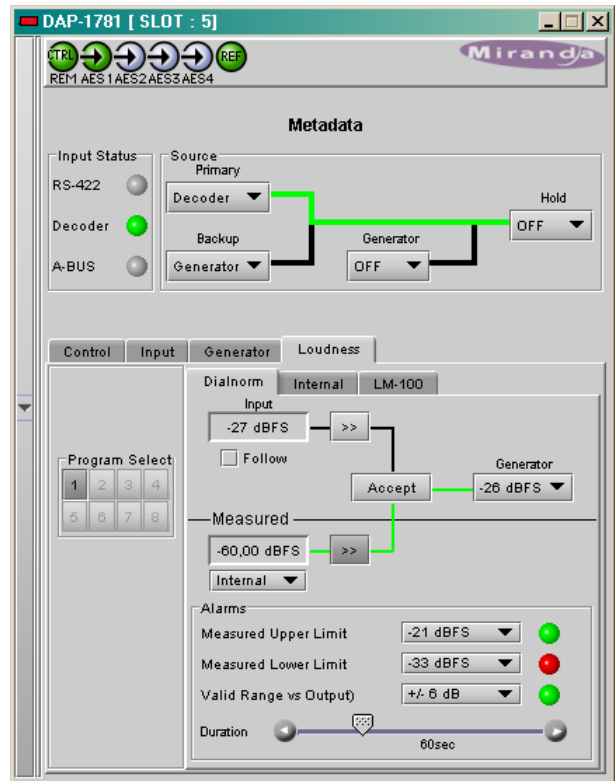 DAP-1781 [ SLOT : 5]
CTRL REF Miranda
REM AES1 AES2 AES3 AES4
Metadata
Input Status
RS-422
Decoder
A-BUS
Source
Primary
Decoder
Backup
Generator
Generator
OFF
Hold
OFF
Control Input Generator Loudness
Program Select
1 2 3 4
5 6 7 8
Dialnorm Internal LM-100
Input
-27 dBFS >>
Follow
Accept
Generator
-26 dBFS
Measured
-60,00 dBFS >>
Internal
Alarms
Measured Upper Limit -21 dBFS
Measured Lower Limit -33 dBFS
Valid Range vs Output) +/- 6 dB
Duration
60sec